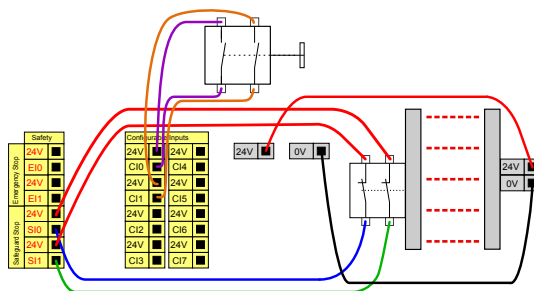 Safety
Emergency Stop
24V
EI0
24V
EI1
Safeguard Stop
24V
SI0
24V
SI1
Configurable Inputs
24V 24V
CI0 CI4
24V 24V
CI1 CI5
24V 24V
CI2 CI6
24V 24V
CI3 CI7
24V 0V
24V
0V